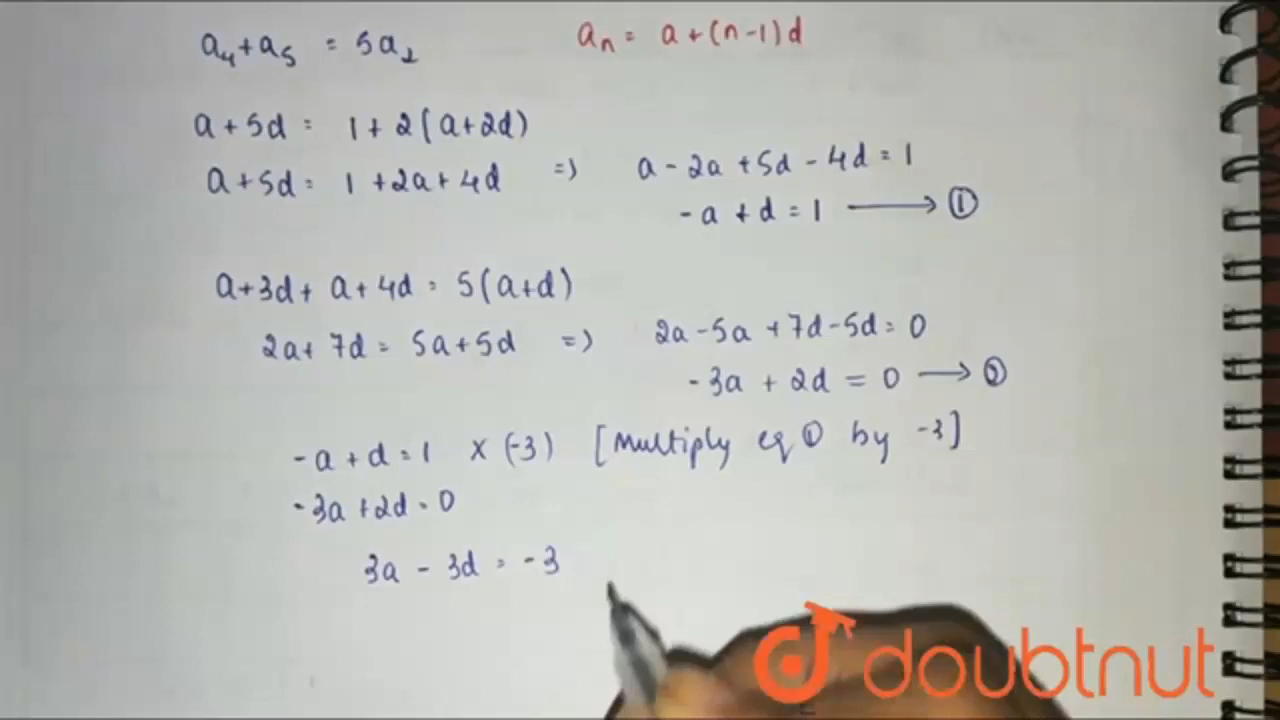 a₄+a₅ = 5a₂
aₙ = a+(n-1)d
a+5d = 1+2(a+2d)
a+5d = 1+2a+4d => a-2a+5d-4d=1
-a+d=1 ⟶ ①
a+3d+a+4d = 5(a+d)
2a+7d = 5a+5d => 2a-5a+7d-5d=0
-3a+2d=0 ⟶ ②
-a+d=1 x (-3) [Multiply eq ① by -3]
-3a+2d=0
3a-3d = -3
doubtnut